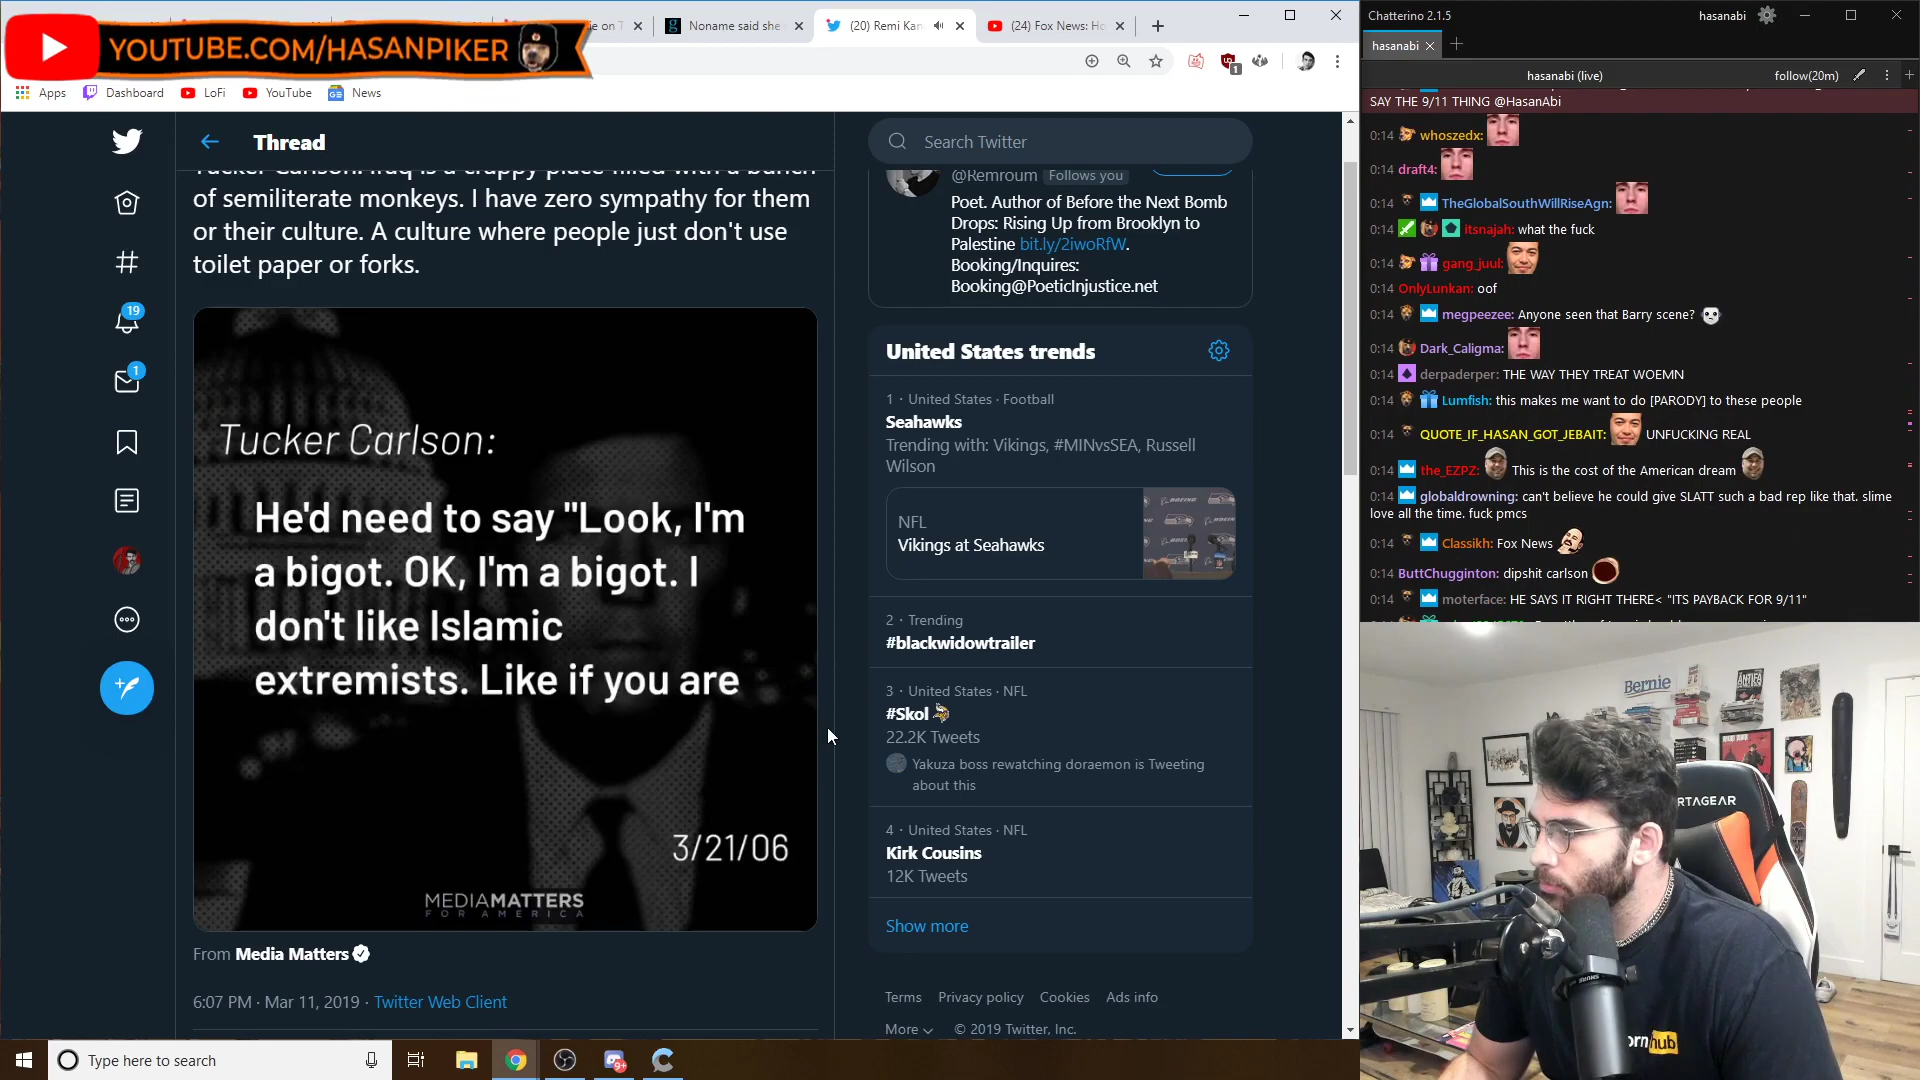 YOUTUBE.COM/HASANPIKER
Noname said she
(20) Remi Kan
(24) Fox News: Ho
Apps
Dashboard
LoFi
YouTube
News
Thread
of semiliterate monkeys. I have zero sympathy for them
or their culture. A culture where people just don't use
toilet paper or forks.
19
1
Tucker Carlson:
He'd need to say "Look, I'm
a bigot. OK, I'm a bigot. I
don't like Islamic
extremists. Like if you are
3/21/06
MEDIAMATTERS
FOR AMERICA
From Media Matters
6:07 PM · Mar 11, 2019 · Twitter Web Client
Search Twitter
@Remroum Follows you
Poet. Author of Before the Next Bomb
Drops: Rising Up from Brooklyn to
Palestine bit.ly/2iwoRfW.
Booking/Inquires:
Booking@PoeticInjustice.net
United States trends
1 · United States · Football
Seahawks
Trending with: Vikings, #MINvsSEA, Russell
Wilson
NFL
Vikings at Seahawks
2 · Trending
#blackwidowtrailer
3 · United States · NFL
#Skol
22.2K Tweets
Yakuza boss rewatching doraemon is Tweeting
about this
4 · United States · NFL
Kirk Cousins
12K Tweets
Show more
Terms Privacy policy Cookies Ads info
More © 2019 Twitter, Inc.
Type here to search
Chatterino 2.1.5
hasanabi
hasanabi
hasanabi (live)
follow(20m)
SAY THE 9/11 THING @HasanAbi
0:14 whoszedx:
0:14 draft4:
0:14 TheGlobalSouthWillRiseAgn:
0:14 itsnajah: what the fuck
0:14 gang_juul:
0:14 OnlyLunkan: oof
0:14 megpeezee: Anyone seen that Barry scene?
0:14 Dark_Caligma:
0:14 derpaderper: THE WAY THEY TREAT WOEMN
0:14 Lumfish: this makes me want to do [PARODY] to these people
0:14 QUOTE_IF_HASAN_GOT_JEBAIT: UNFUCKING REAL
0:14 the_EZPZ: This is the cost of the American dream
0:14 globaldrowning: can't believe he could give SLATT such a bad rep like that. slime
love all the time. fuck pmcs
0:14 Classikh: Fox News
0:14 ButtChugginton: dipshit carlson
0:14 moterface: HE SAYS IT RIGHT THERE< "ITS PAYBACK FOR 9/11"
Bernie
ANTIFA
RTAGEAR
rnhub